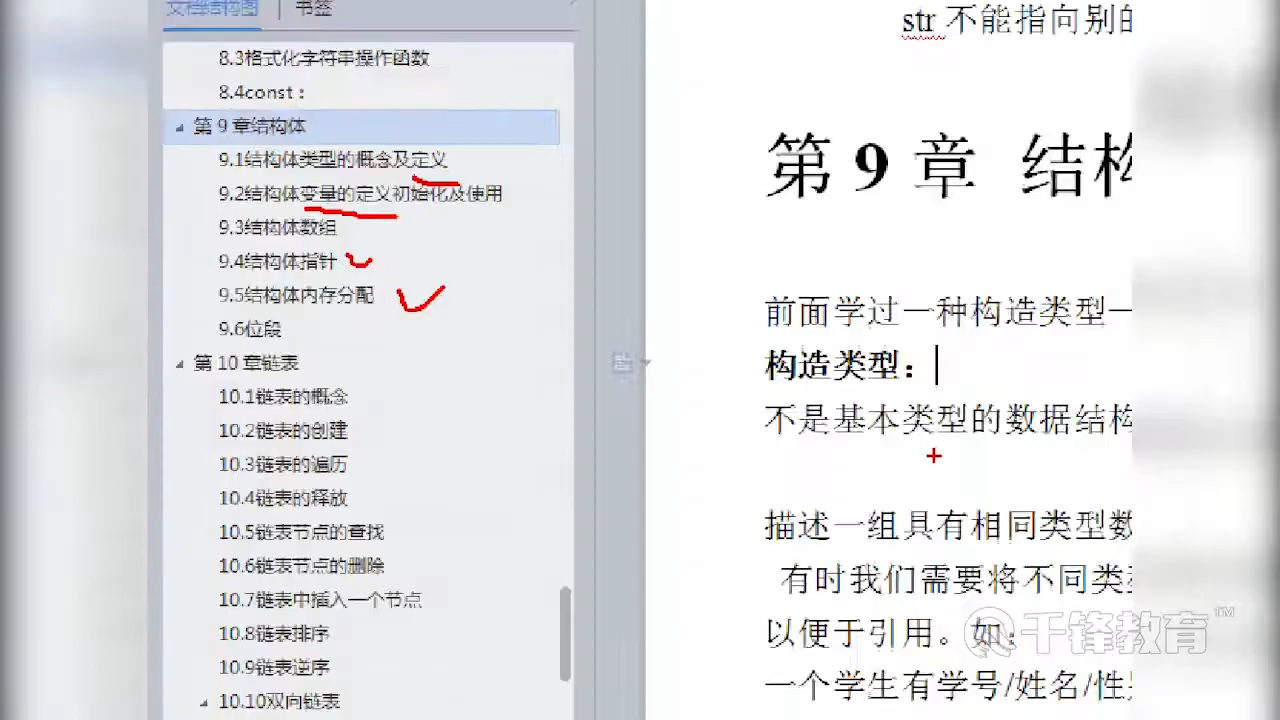 文档结构图 书签
8.3格式化字符串操作函数
8.4const：
第 9 章结构体
9.1结构体类型的概念及定义
9.2结构体变量的定义初始化及使用
9.3结构体数组
9.4结构体指针
9.5结构体内存分配
9.6位段
第 10 章链表
10.1链表的概念
10.2链表的创建
10.3链表的遍历
10.4链表的释放
10.5链表节点的查找
10.6链表节点的删除
10.7链表中插入一个节点
10.8链表排序
10.9链表逆序
10.10双向链表
str 不能指向别的
第 9 章 结构
前面学过一种构造类型—
构造类型：
不是基本类型的数据结构
描述一组具有相同类型数
有时我们需要将不同类
以便于引用。如：
一个学生有学号/姓名/性
千锋教育™